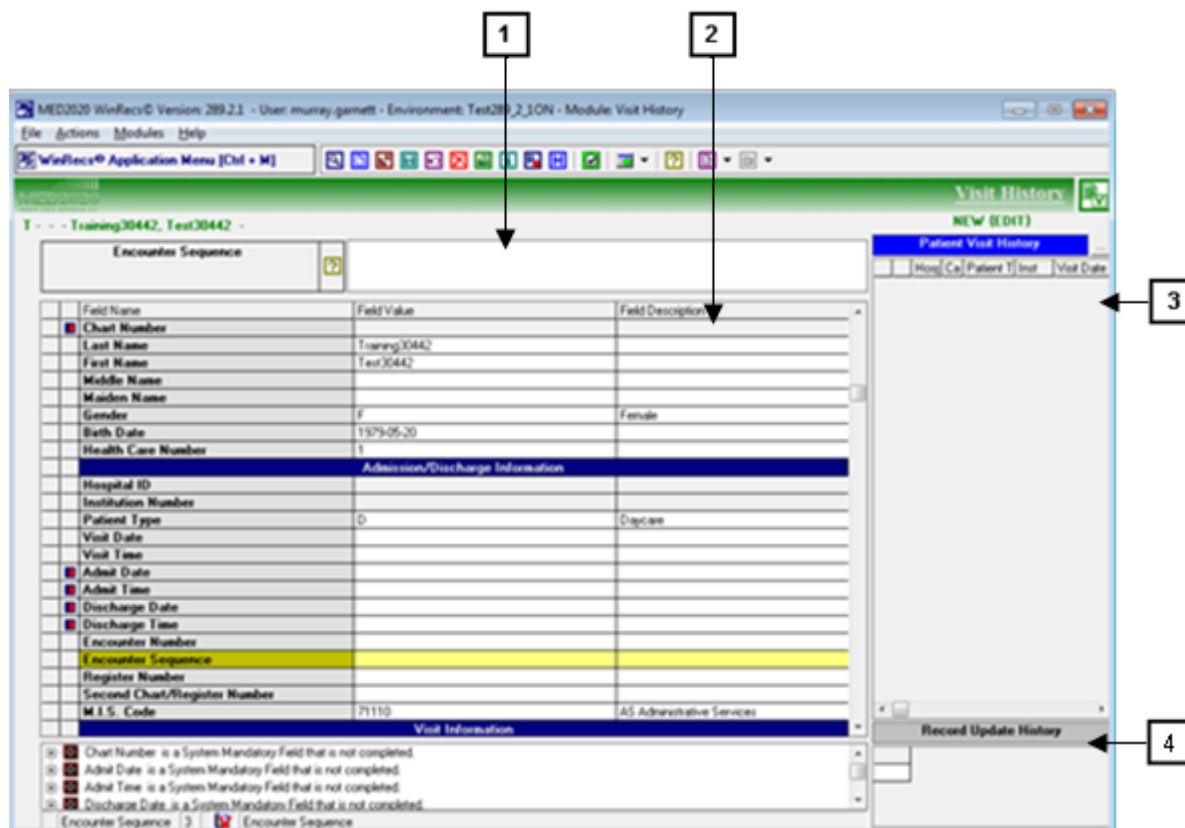 1 2
MED2020 WinRecs© Version: 289.2.1 - User: murray.garnett - Environment: Test289_2_1ON - Module: Visit History
File Actions Modules Help
WinRecs© Application Menu [Ctrl + M]
MED2020 Visit History
T - - - Training30442, Test30442 - NEW (EDIT)
Encounter Sequence Patient Visit History ...
Hosp Ca Patient T Inst Visit Date
3
Field Name Field Value Field Description
Chart Number
Last Name Training30442
First Name Test30442
Middle Name
Maiden Name
Gender F Female
Birth Date 1979-05-20
Health Care Number 1
Admission/Discharge Information
Hospital ID
Institution Number
Patient Type D Daycare
Visit Date
Visit Time
Admit Date
Admit Time
Discharge Date
Discharge Time
Encounter Number
Encounter Sequence
Register Number
Second Chart/Register Number
M.I.S. Code 71110 AS Administrative Services
Visit Information Record Update History
4
Chart Number is a System Mandatory Field that is not completed.
Admit Date is a System Mandatory Field that is not completed.
Admit Time is a System Mandatory Field that is not completed.
Discharge Date is a System Mandatory Field that is not completed.
Encounter Sequence 3 Encounter Sequence